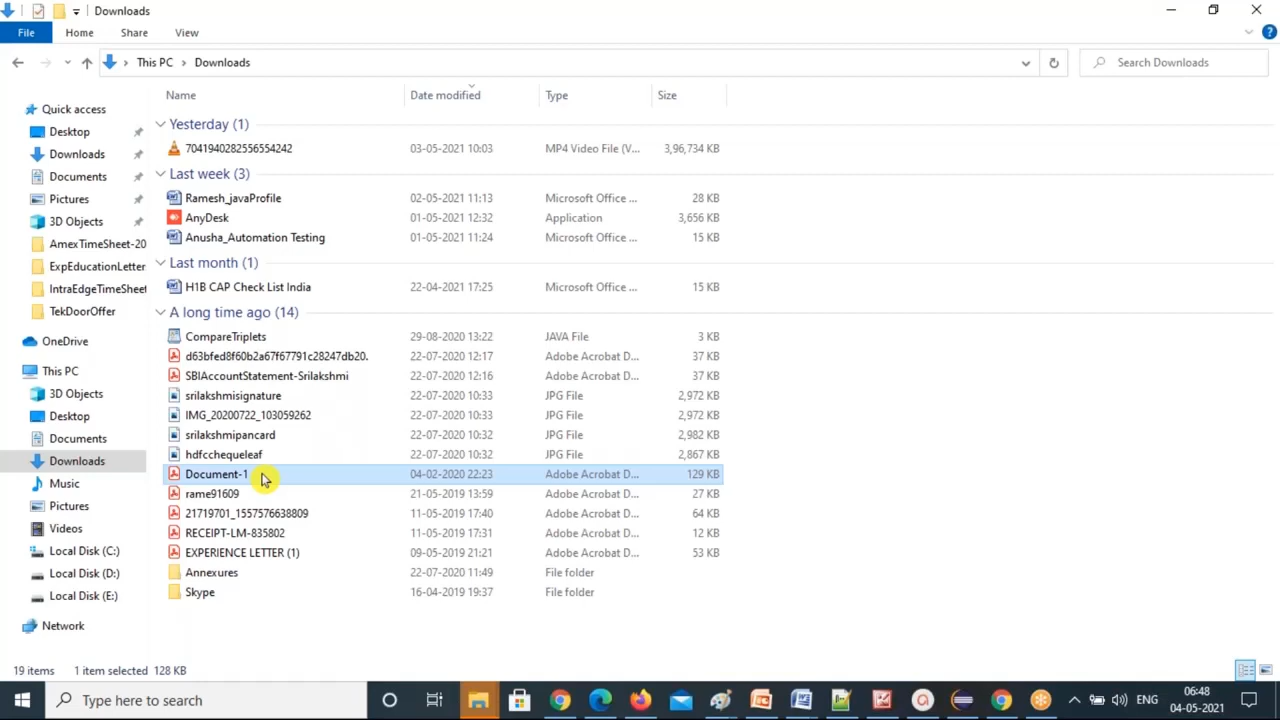 Downloads
File Home Share View
This PC Downloads Search Downloads
Name Date modified Type Size
Quick access
Desktop
Downloads
Documents
Pictures
3D Objects
AmexTimeSheet-20
ExpEducationLetter
IntraEdgeTimeSheet
TekDoorOffer
OneDrive
This PC
3D Objects
Desktop
Documents
Downloads
Music
Pictures
Videos
Local Disk (C:)
Local Disk (D:)
Local Disk (E:)
Network
Yesterday (1)
7041940282556554242 03-05-2021 10:03 MP4 Video File (V... 3,96,734 KB
Last week (3)
Ramesh_javaProfile 02-05-2021 11:13 Microsoft Office ... 28 KB
AnyDesk 01-05-2021 12:32 Application 3,656 KB
Anusha_Automation Testing 01-05-2021 11:24 Microsoft Office ... 15 KB
Last month (1)
H1B CAP Check List India 22-04-2021 17:25 Microsoft Office ... 15 KB
A long time ago (14)
CompareTriplets 29-08-2020 13:22 JAVA File 3 KB
d63bfed8f60b2a67f67791c28247db20. 22-07-2020 12:17 Adobe Acrobat D... 37 KB
SBIAccountStatement-Srilakshmi 22-07-2020 12:16 Adobe Acrobat D... 37 KB
srilakshmisignature 22-07-2020 10:33 JPG File 2,972 KB
IMG_20200722_103059262 22-07-2020 10:33 JPG File 2,972 KB
srilakshmipancard 22-07-2020 10:32 JPG File 2,982 KB
hdfcchequeleaf 22-07-2020 10:32 JPG File 2,867 KB
Document-1 04-02-2020 22:23 Adobe Acrobat D... 129 KB
rame91609 21-05-2019 13:59 Adobe Acrobat D... 27 KB
21719701_1557576638809 11-05-2019 17:40 Adobe Acrobat D... 64 KB
RECEIPT-LM-835802 11-05-2019 17:31 Adobe Acrobat D... 12 KB
EXPERIENCE LETTER (1) 09-05-2019 21:21 Adobe Acrobat D... 53 KB
Annexures 22-07-2020 11:49 File folder
Skype 16-04-2019 19:37 File folder
19 items 1 item selected 128 KB
Type here to search ENG 06:48
04-05-2021